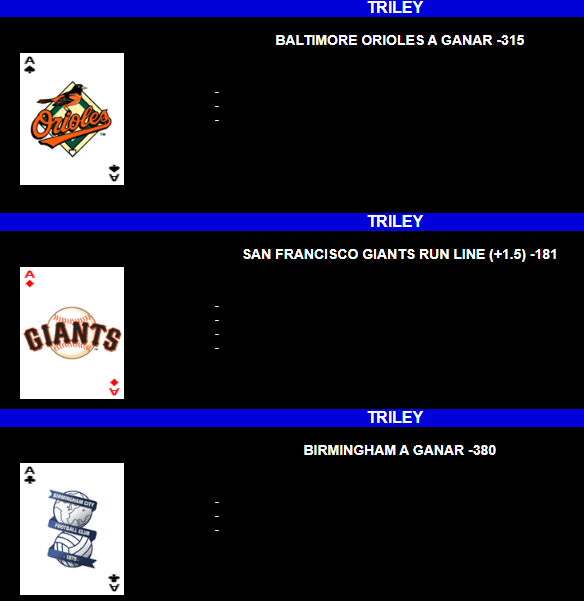 TRILEY
BALTIMORE ORIOLES A GANAR -315
A
-
-
-
Orioles
A
TRILEY
SAN FRANCISCO GIANTS RUN LINE (+1.5) -181
A
-
-
-
-
GIANTS
A
TRILEY
BIRMINGHAM A GANAR -380
A
-
-
-
BIRMINGHAM CITY
FOOTBALL CLUB
-1875-
A